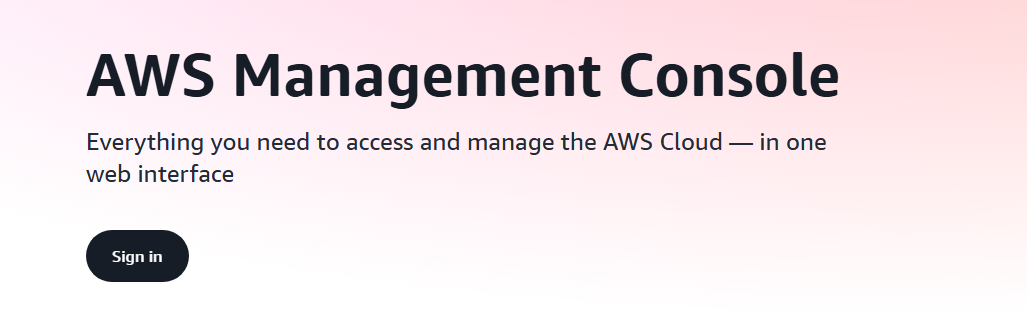 AWS Management Console
Everything you need to access and manage the AWS Cloud — in one
web interface
Sign in